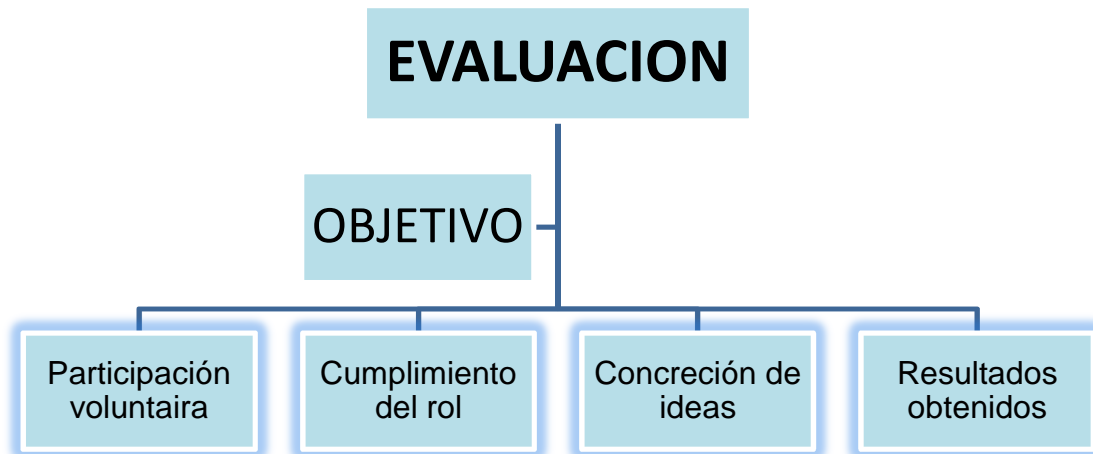 EVALUACION
OBJETIVO
Participación
voluntaira
Cumplimiento
del rol
Concreción de
ideas
Resultados
obtenidos